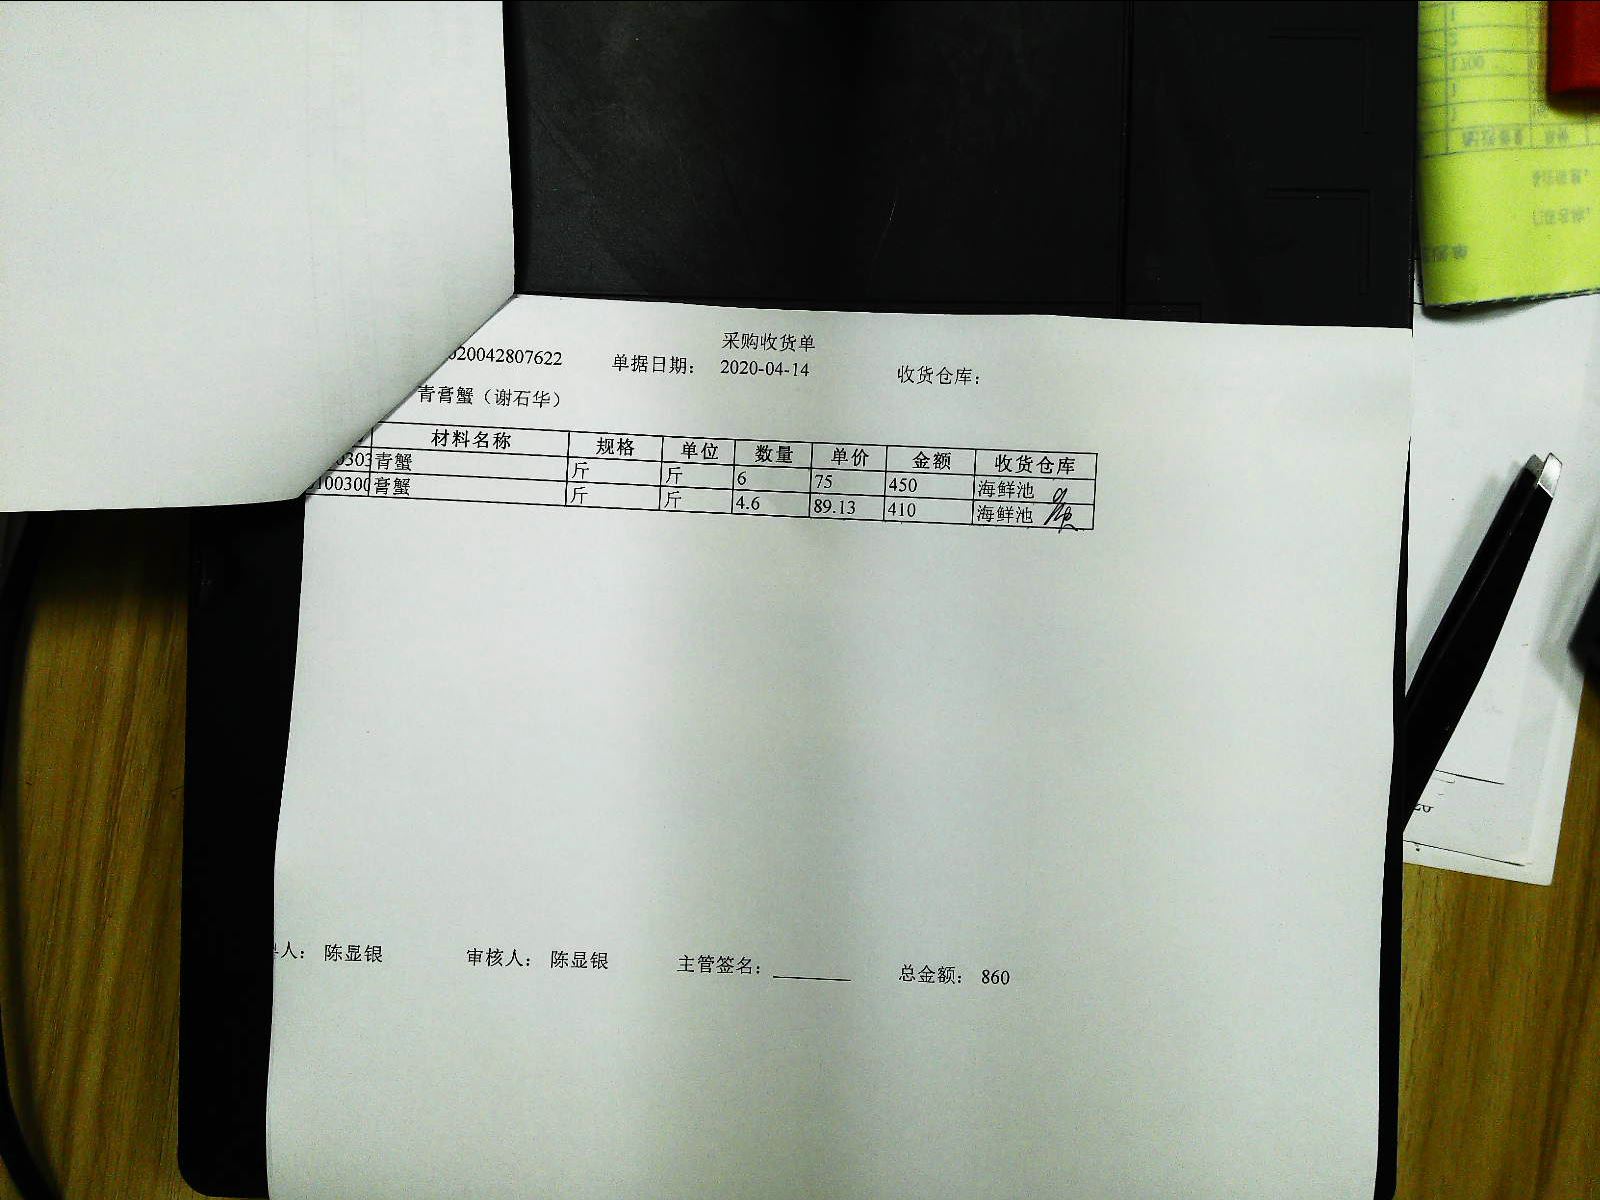 采购收货单
020042807622 单据日期： 2020-04-14 收货仓库：
青膏蟹（谢石华）
材料名称 规格 单位 数量 单价 金额 收货仓库
0303 青蟹 斤 斤 6 75 450 海鲜池
100300 膏蟹 斤 斤 4.6 89.13 410 海鲜池
人： 陈显银 审核人： 陈显银 主管签名： 总金额： 860